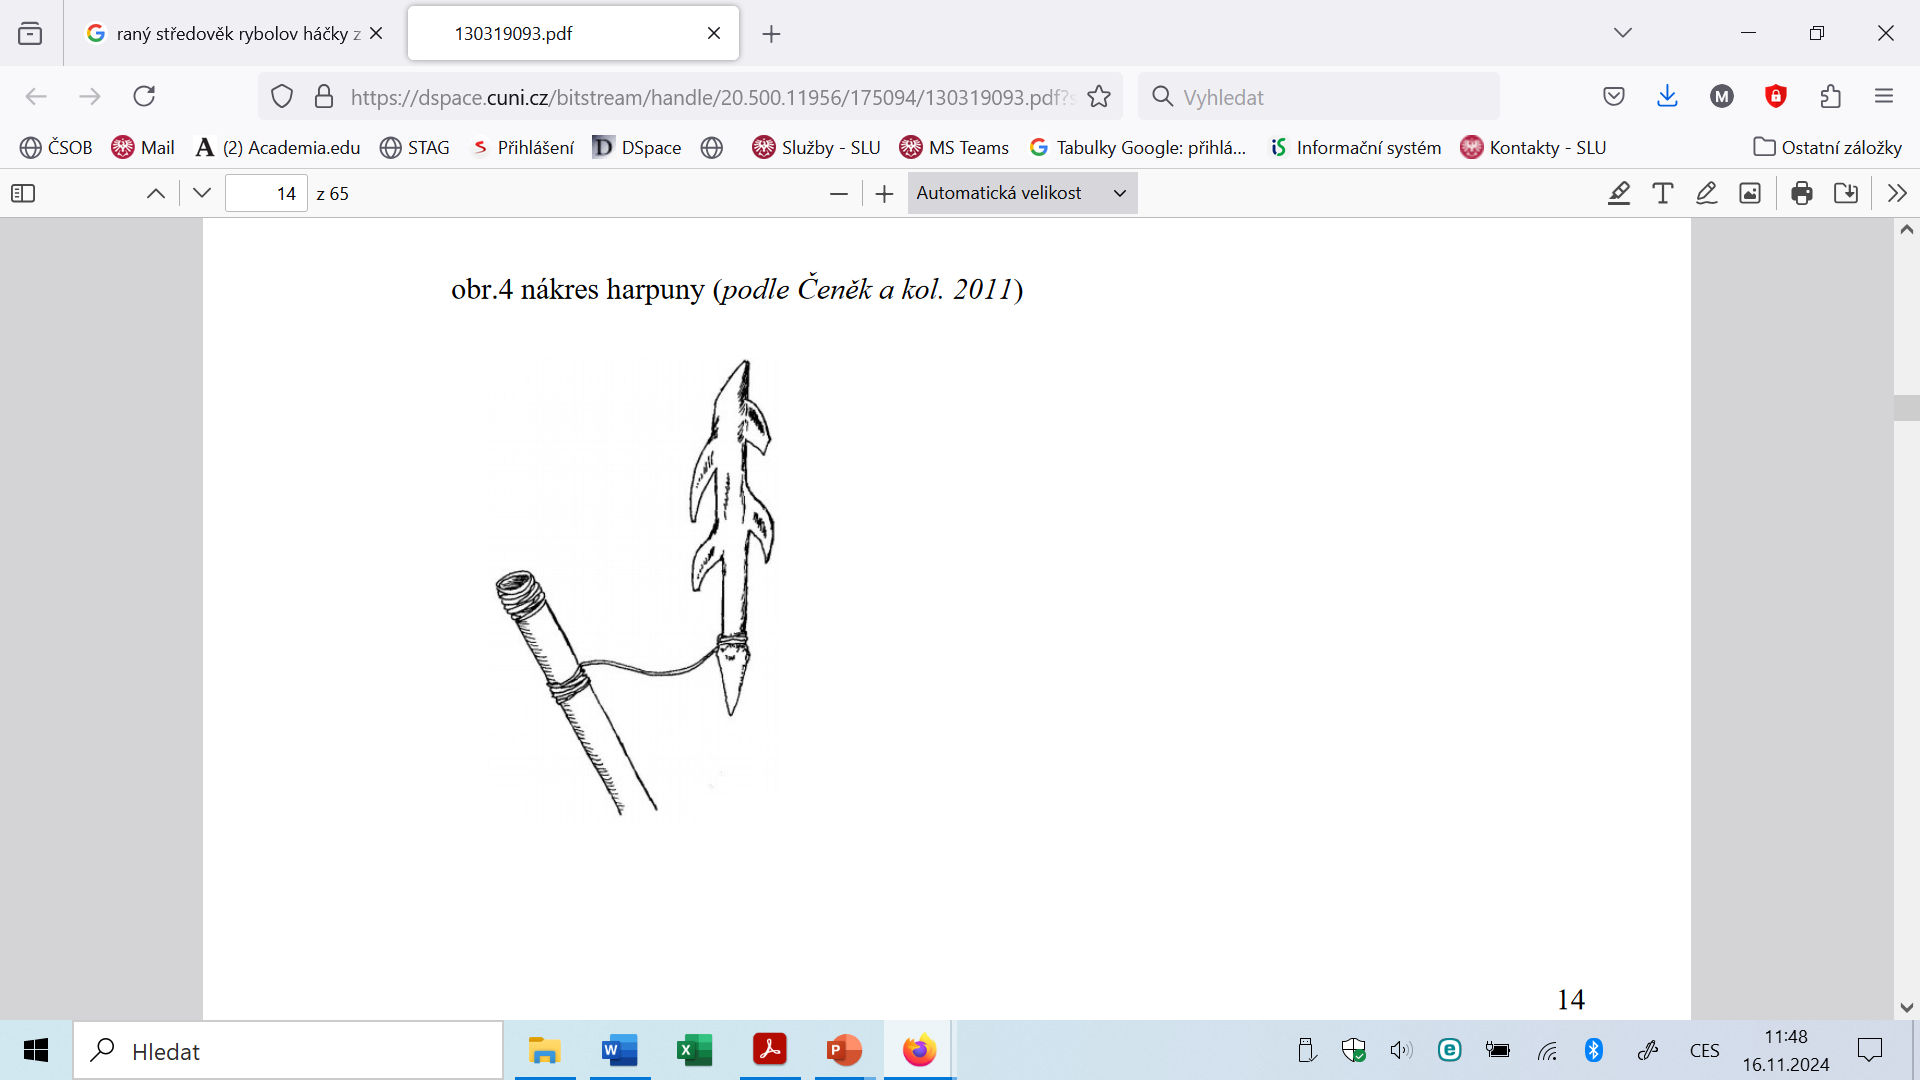 raný středověk rybolov háčky z
130319093.pdf
https://dspace.cuni.cz/bitstream/handle/20.500.11956/175094/130319093.pdf?s
Vyhledat
M
ČSOB
Mail
(2) Academia.edu
STAG
Přihlášení
DSpace
Služby - SLU
MS Teams
Tabulky Google: přihlá...
Informační systém
Kontakty - SLU
Ostatní záložky
14 z 65
Automatická velikost
obr.4 nákres harpuny (podle Čeněk a kol. 2011)
14
Hledat
CES
11:48
16.11.2024